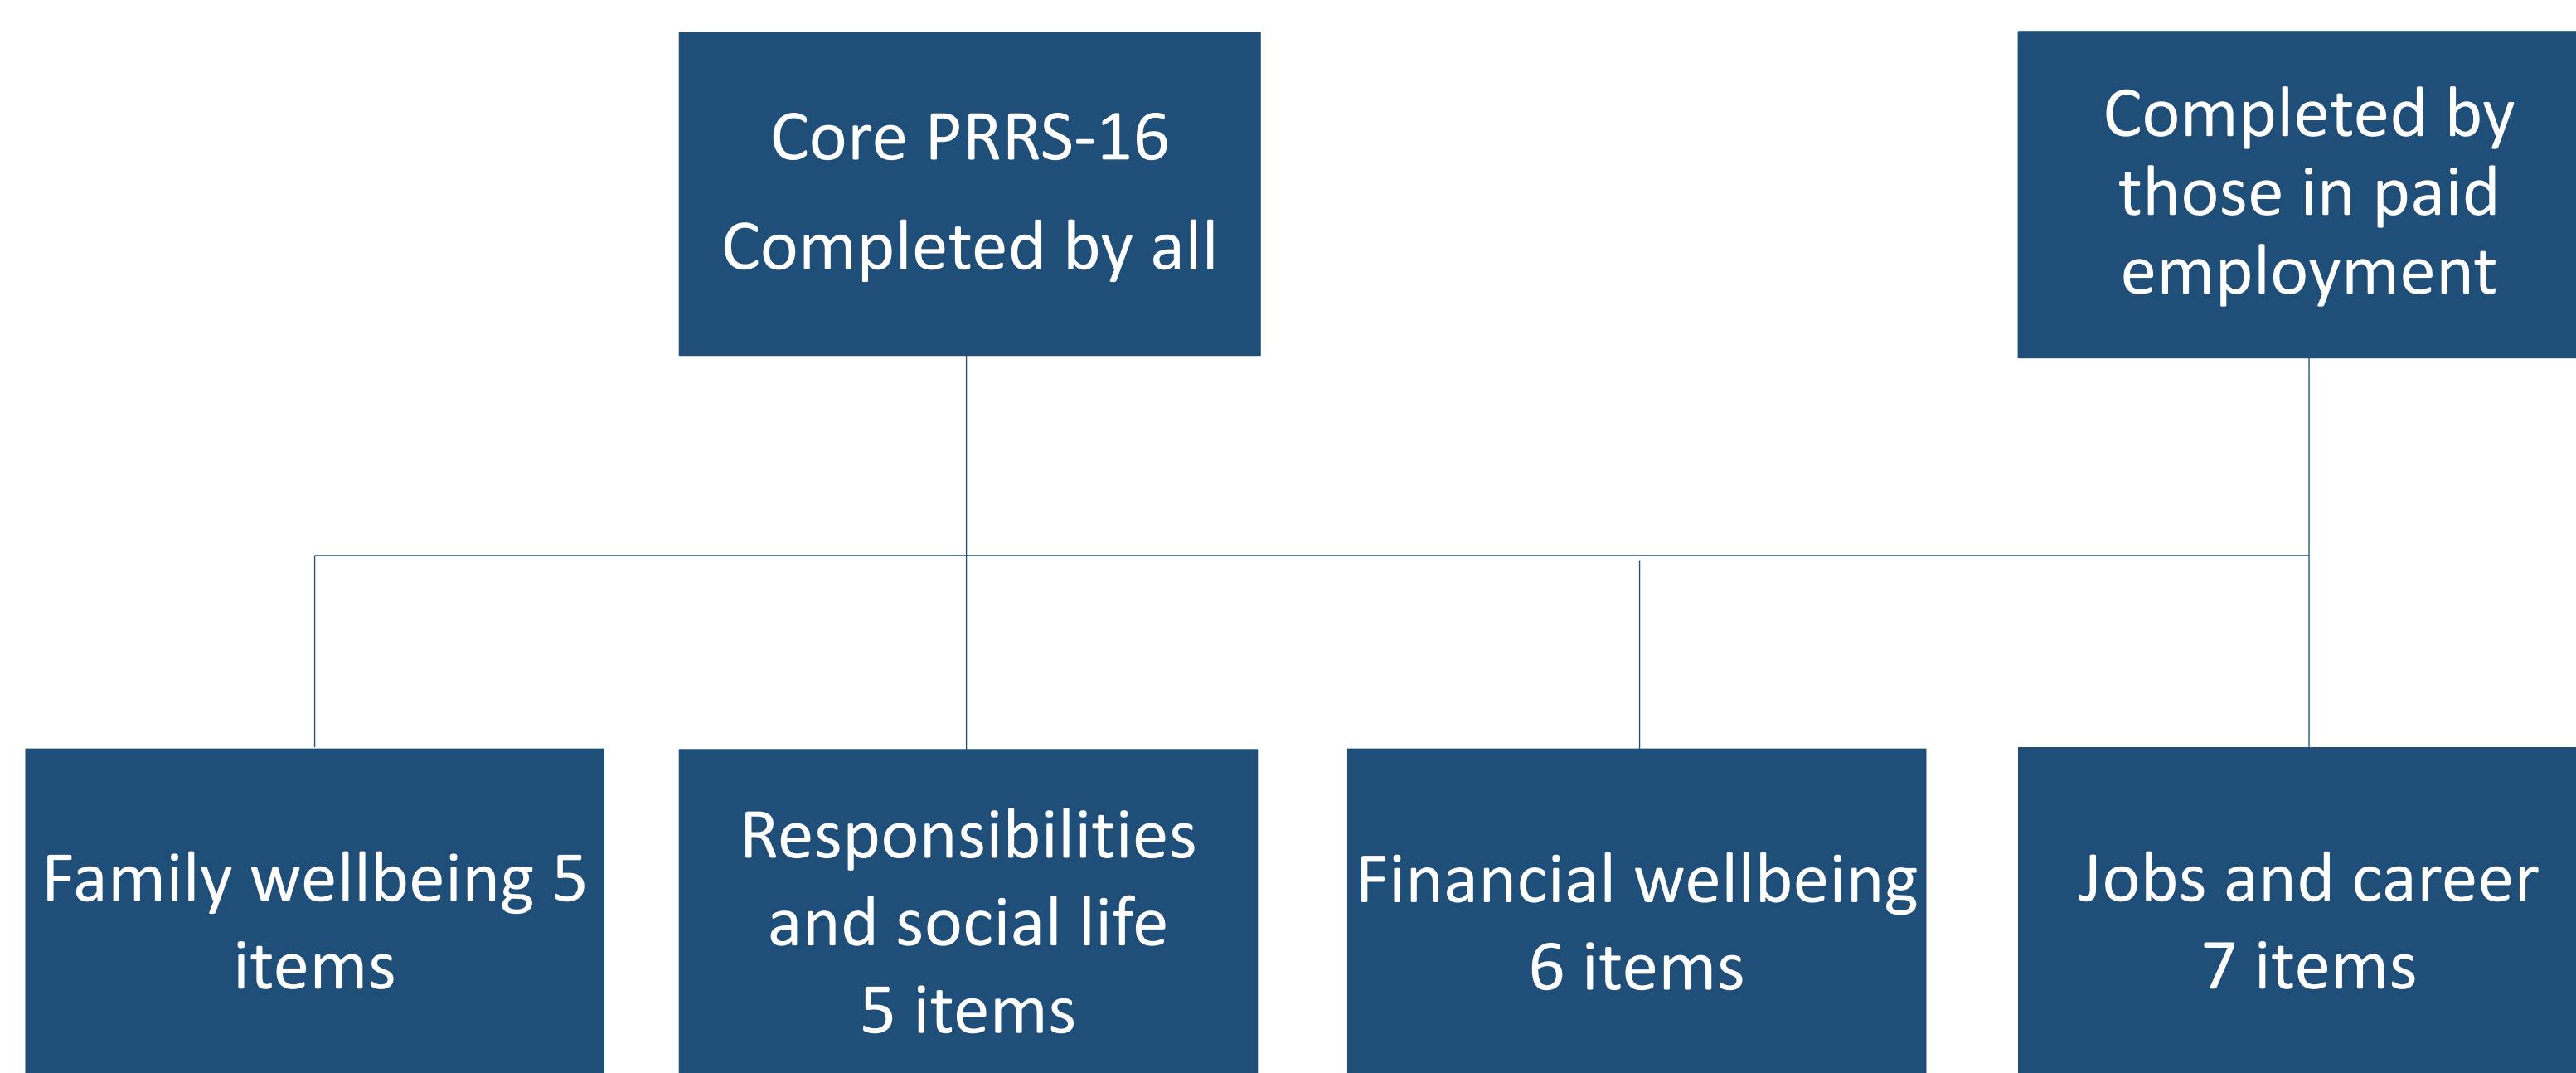 Core PRRS-16
Completed by all
Completed by
those in paid
employment
Family wellbeing 5
items
Responsibilities
and social life
5 items
Financial wellbeing
6 items
Jobs and career
7 items